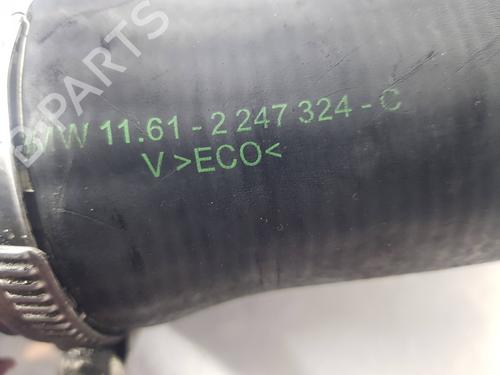 B-PARTS
BMW 11.61 - 2 247 324 - C
V >ECO<